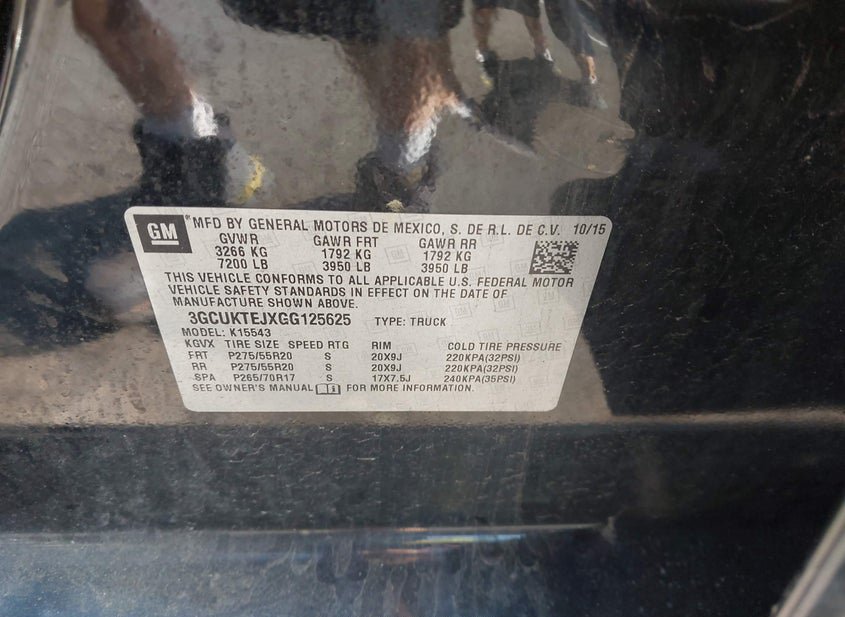 GM MFD BY GENERAL MOTORS DE MEXICO, S. DE R.L. DE C.V. 10/15
GVWR GAWR FRT GAWR RR
3266 KG 1792 KG 1792 KG
7200 LB 3950 LB 3950 LB
THIS VEHICLE CONFORMS TO ALL APPLICABLE U.S. FEDERAL MOTOR
VEHICLE SAFETY STANDARDS IN EFFECT ON THE DATE OF
MANUFACTURE SHOWN ABOVE.
3GCUKTEJXGG125625 TYPE: TRUCK
MODEL: K15543
KGVX TIRE SIZE SPEED RTG RIM COLD TIRE PRESSURE
FRT P275/55R20 S 20X9J 220KPA(32PSI)
RR P275/55R20 S 20X9J 220KPA(32PSI)
SPA P265/70R17 S 17X7.5J 240KPA(35PSI)
SEE OWNER'S MANUAL FOR MORE INFORMATION.